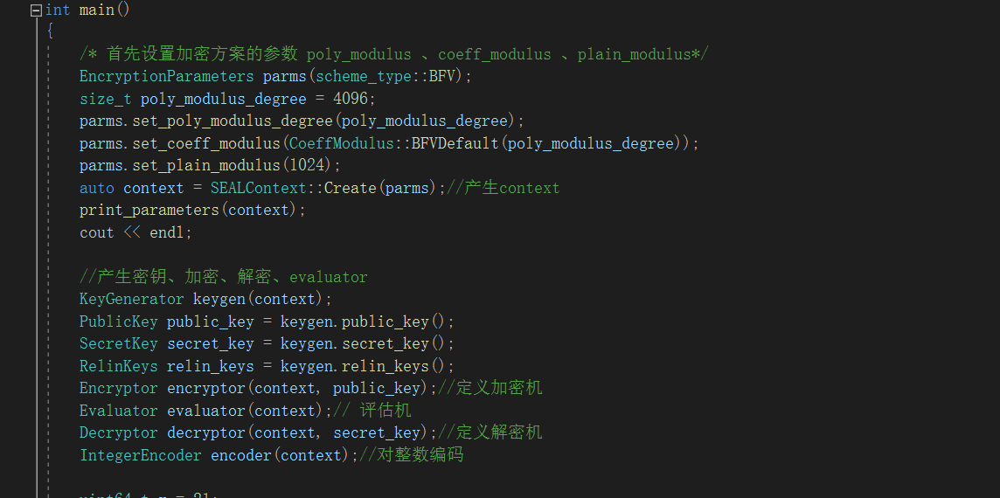 int main()
{
/* 首先设置加密方案的参数 poly_modulus 、coeff_modulus 、plain_modulus*/
EncryptionParameters parms(scheme_type::BFV);
size_t poly_modulus_degree = 4096;
parms.set_poly_modulus_degree(poly_modulus_degree);
parms.set_coeff_modulus(CoeffModulus::BFVDefault(poly_modulus_degree));
parms.set_plain_modulus(1024);
auto context = SEALContext::Create(parms);//产生context
print_parameters(context);
cout << endl;
//产生密钥、加密、解密、evaluator
KeyGenerator keygen(context);
PublicKey public_key = keygen.public_key();
SecretKey secret_key = keygen.secret_key();
RelinKeys relin_keys = keygen.relin_keys();
Encryptor encryptor(context, public_key);//定义加密机
Evaluator evaluator(context);// 评估机
Decryptor decryptor(context, secret_key);//定义解密机
IntegerEncoder encoder(context);//对整数编码